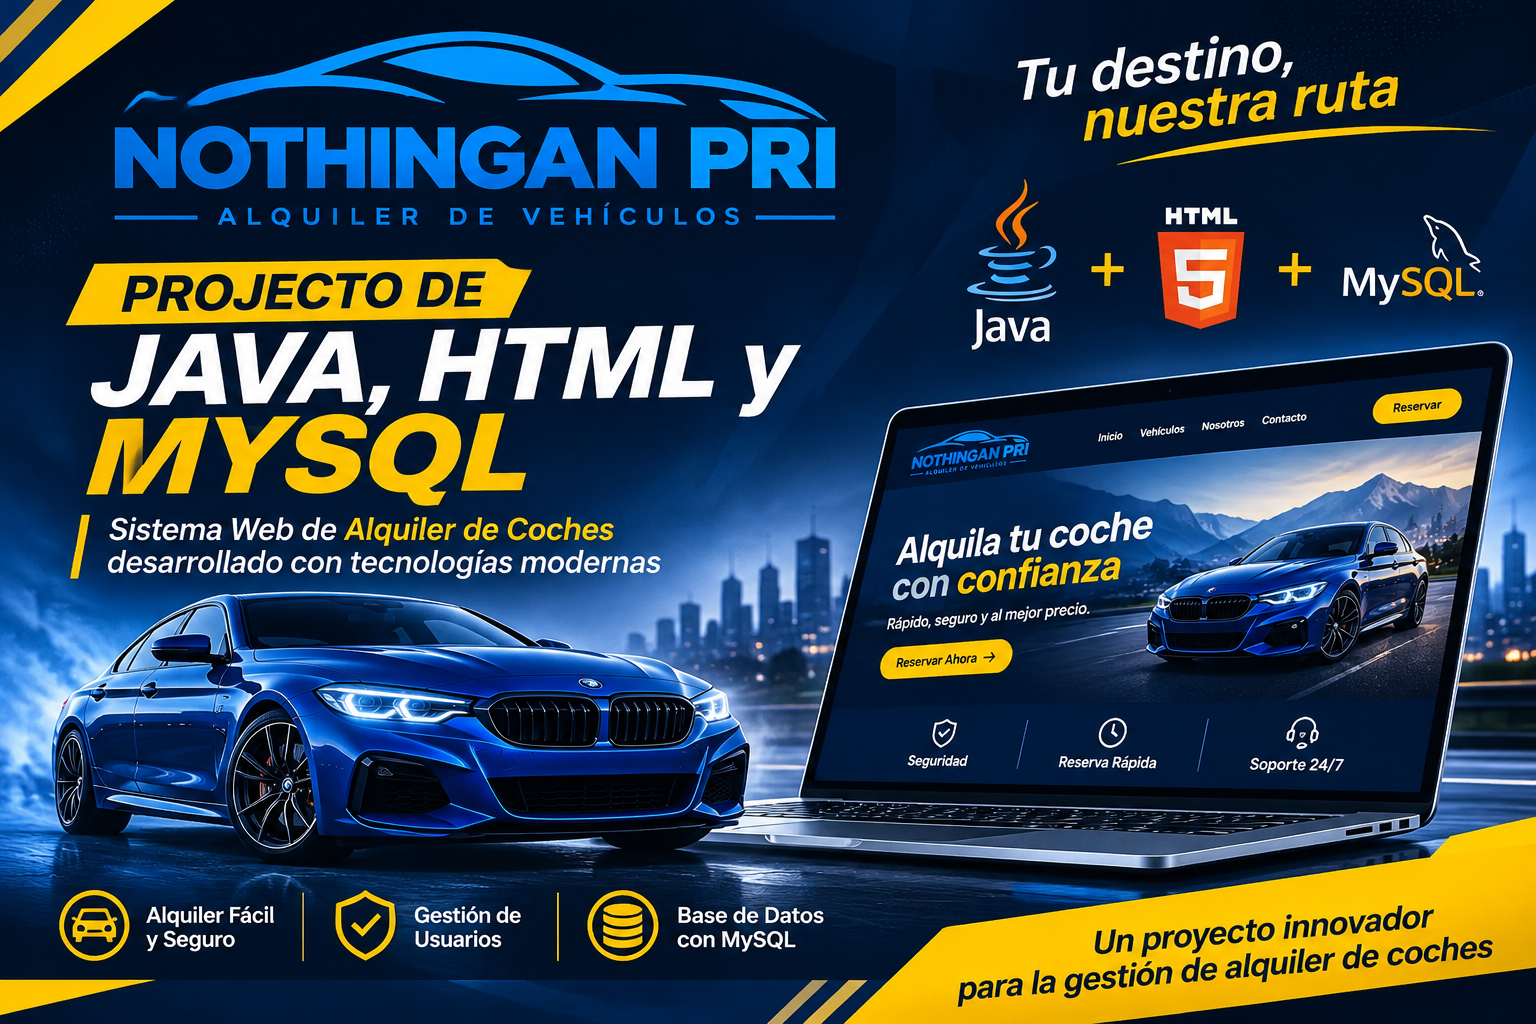 NOTHINGAN PRI
ALQUILER DE VEHÍCULOS
Tu destino,
nuestra ruta
PROJECTO DE
JAVA, HTML y
MYSQL
Sistema Web de Alquiler de Coches
desarrollado con tecnologías modernas
Java
+
HTML
5
+
MySQL®
NOTHINGAN PRI
ALQUILER DE VEHÍCULOS
Inicio
Vehículos
Nosotros
Contacto
Reservar
Alquila tu coche
con confianza
Rápido, seguro y al mejor precio.
Reservar Ahora →
Seguridad
Reserva Rápida
Soporte 24/7
Alquiler Fácil
y Seguro
Gestión de
Usuarios
Base de Datos
con MySQL
Un proyecto innovador
para la gestión de alquiler de coches